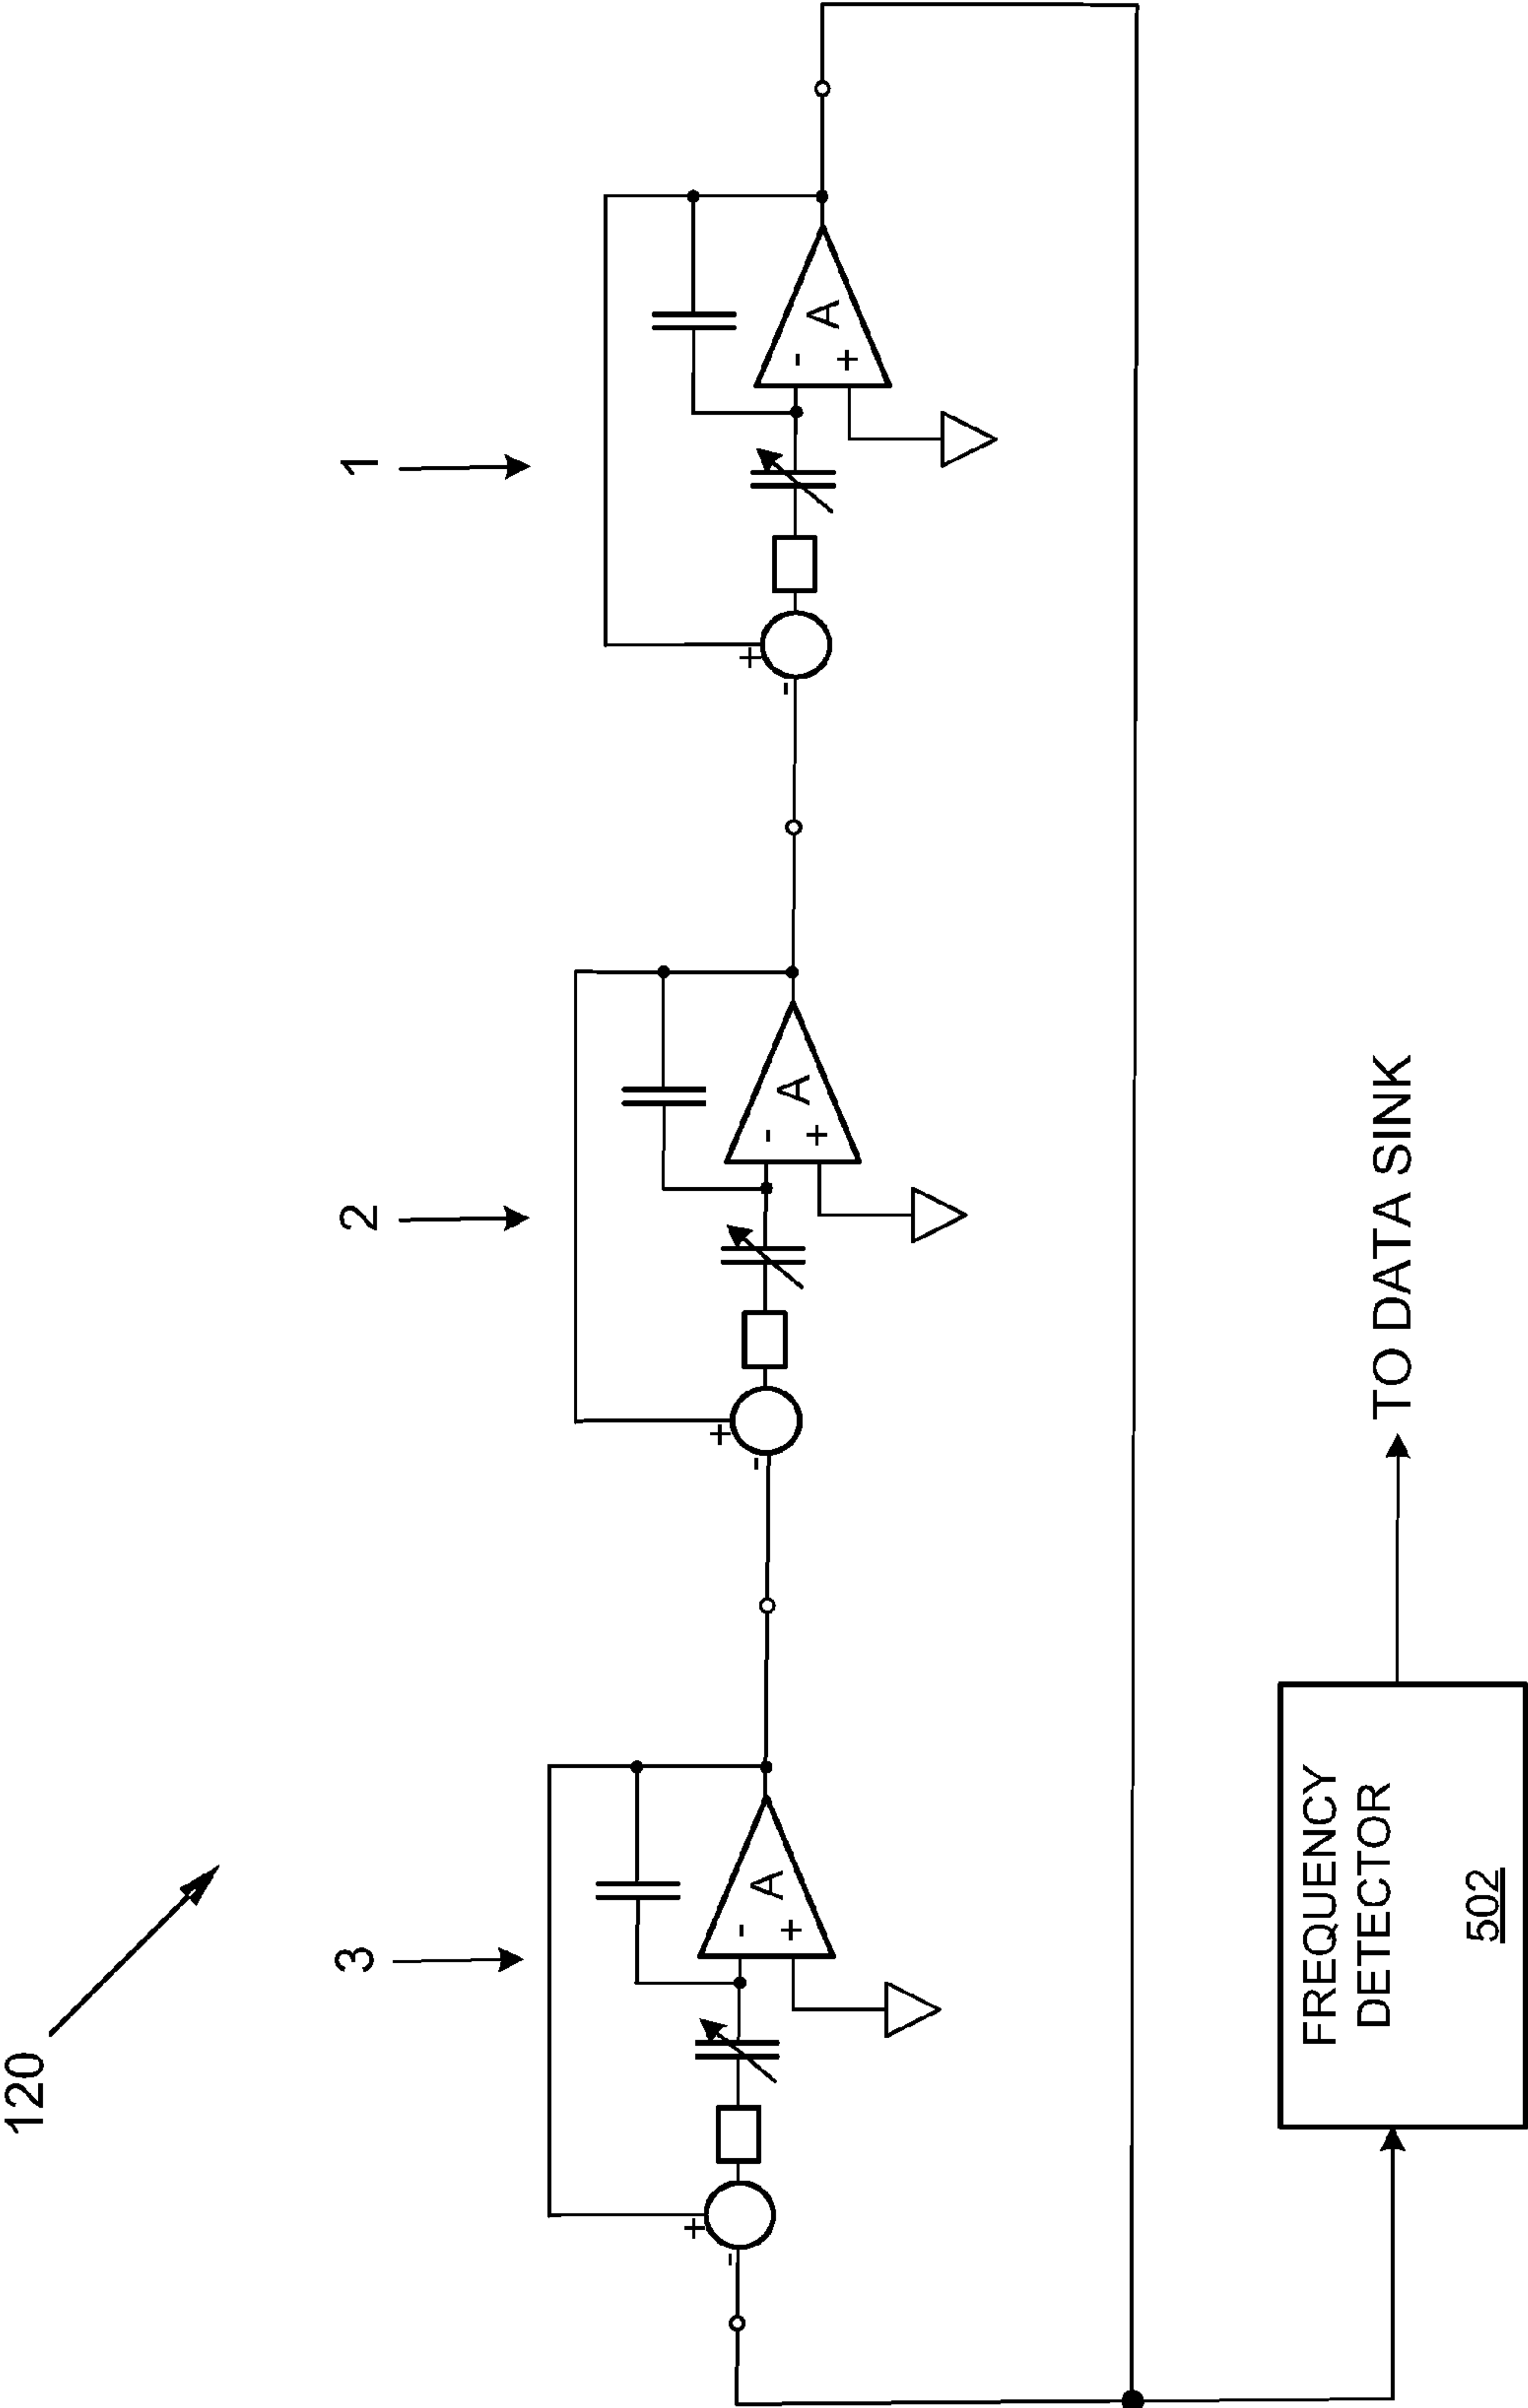 120
3
2
1
+
-
-
+
A
+
-
-
+
A
+
-
-
+
A
FREQUENCY
DETECTOR
502
TO DATA SINK